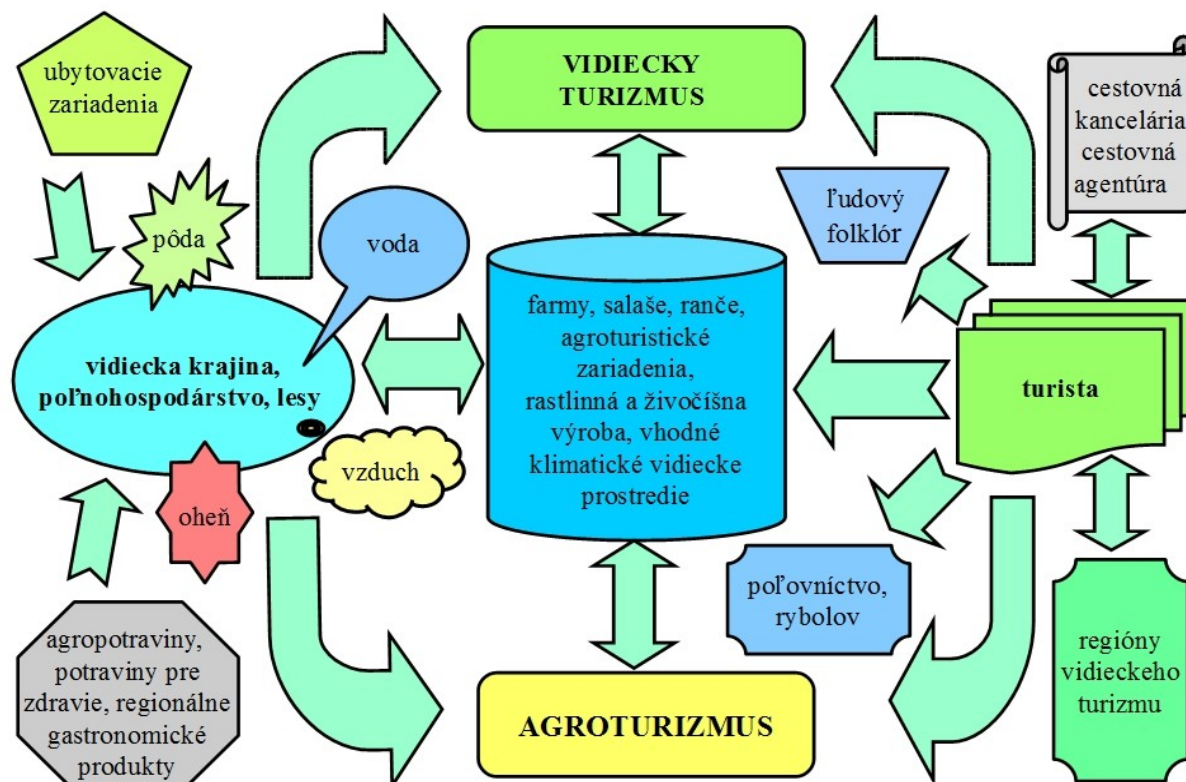 ubytovacie
zariadenia
VIDIECKY
TURIZMUS
cestovná
kancelária
cestovná
agentúra
pôda
voda
ľudový
folklór
farmy, salaše, ranče,
agroturistické
zariadenia,
rastlinná a živočíšna
výroba, vhodné
klimatické vidiecke
prostredie
vidiecka krajina,
poľnohospodárstvo, lesy
turista
vzduch
oheň
poľovníctvo,
rybolov
agropotraviny,
potraviny pre
zdravie, regionálne
gastronomické
produkty
AGROTURIZMUS
regióny
vidieckeho
turizmu